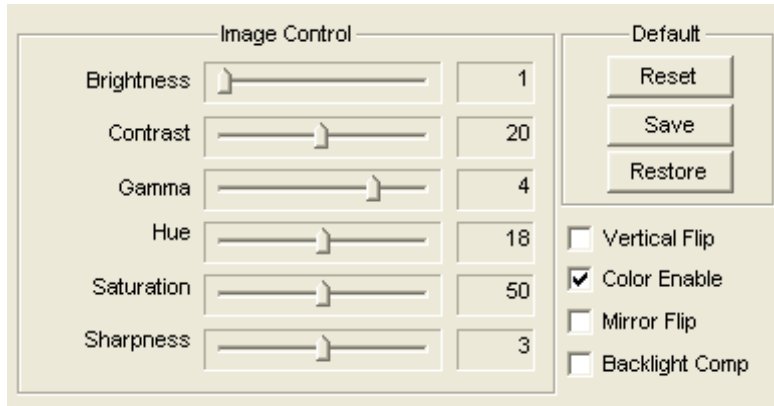 Image Control
Brightness 1
Contrast 20
Gamma 4
Hue 18
Saturation 50
Sharpness 3
Default
Reset
Save
Restore
Vertical Flip
Color Enable
Mirror Flip
Backlight Comp